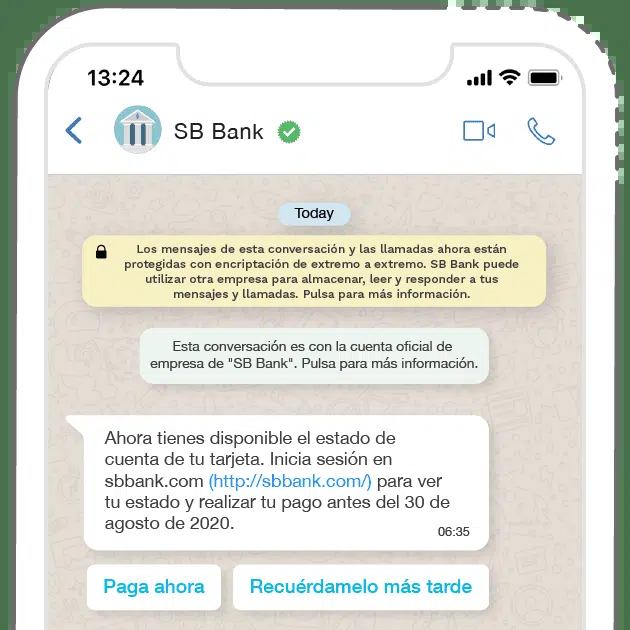 13:24
SB Bank
Today
Los mensajes de esta conversación y las llamadas ahora están
protegidas con encriptación de extremo a extremo. SB Bank puede
utilizar otra empresa para almacenar, leer y responder a tus
mensajes y llamadas. Pulsa para más información.
Esta conversación es con la cuenta oficial de
empresa de "SB Bank". Pulsa para más información.
Ahora tienes disponible el estado de
cuenta de tu tarjeta. Inicia sesión en
sbbank.com (http://sbbank.com/) para ver
tu estado y realizar tu pago antes del 30 de
agosto de 2020.
06:35
Paga ahora
Recuérdamelo más tarde